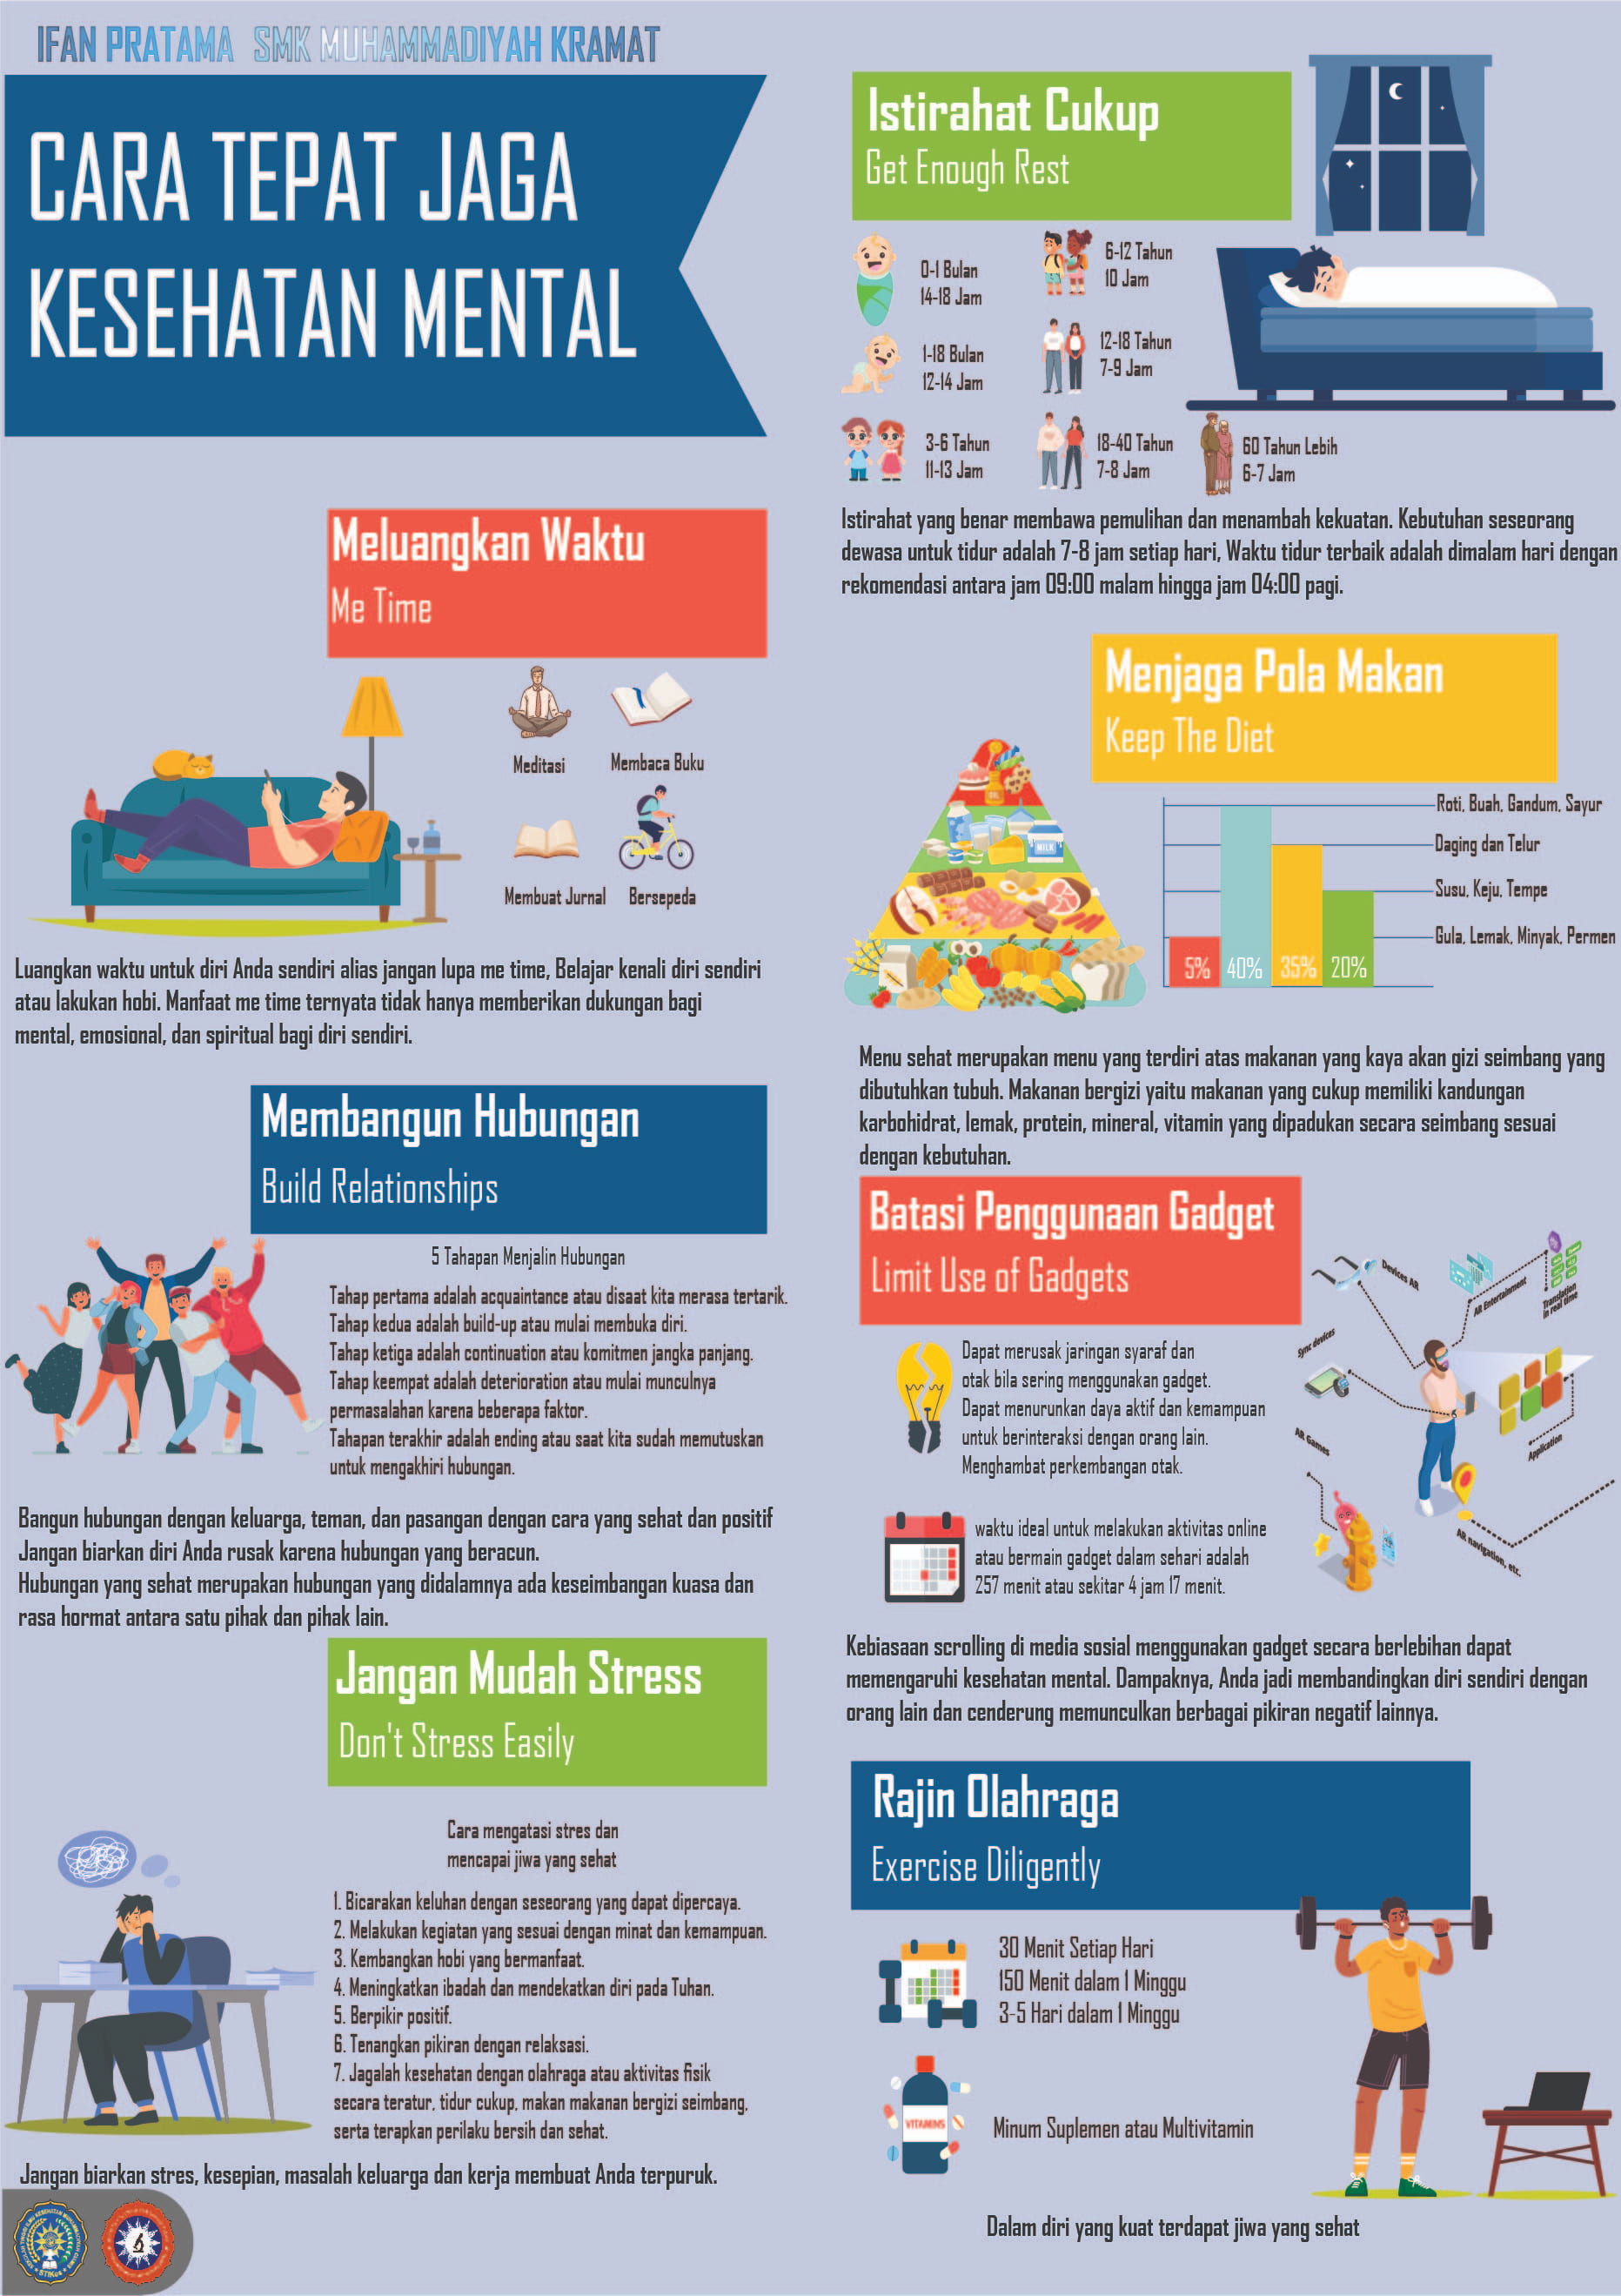 IFAN PRATAMA SMK MUHAMMADIYAH KRAMAT
CARA TEPAT JAGA
KESEHATAN MENTAL
Meluangkan Waktu
Me Time
Meditasi
Membaca Buku
Membuat Jurnal
Bersepeda
Luangkan waktu untuk diri Anda sendiri alias jangan lupa me time, Belajar kenali diri sendiri
atau lakukan hobi. Manfaat me time ternyata tidak hanya memberikan dukungan bagi
mental, emosional, dan spiritual bagi diri sendiri.
Membangun Hubungan
Build Relationships
5 Tahapan Menjalin Hubungan
Tahap pertama adalah acquaintance atau disaat kita merasa tertarik.
Tahap kedua adalah build-up atau mulai membuka diri.
Tahap ketiga adalah continuation atau komitmen jangka panjang.
Tahap keempat adalah deterioration atau mulai munculnya
permasalahan karena beberapa faktor.
Tahapan terakhir adalah ending atau saat kita sudah memutuskan
untuk mengakhiri hubungan.
Bangun hubungan dengan keluarga, teman, dan pasangan dengan cara yang sehat dan positif
Jangan biarkan diri Anda rusak karena hubungan yang beracun.
Hubungan yang sehat merupakan hubungan yang didalamnya ada keseimbangan kuasa dan
rasa hormat antara satu pihak dan pihak lain.
Jangan Mudah Stress
Don't Stress Easily
Cara mengatasi stres dan
mencapai jiwa yang sehat
1. Bicarakan keluhan dengan seseorang yang dapat dipercaya.
2. Melakukan kegiatan yang sesuai dengan minat dan kemampuan.
3. Kembangkan hobi yang bermanfaat.
4. Meningkatkan ibadah dan mendekatkan diri pada Tuhan.
5. Berpikir positif.
6. Tenangkan pikiran dengan relaksasi.
7. Jagalah kesehatan dengan olahraga atau aktivitas fisik
secara teratur, tidur cukup, makan makanan bergizi seimbang,
serta terapkan perilaku bersih dan sehat.
Jangan biarkan stres, kesepian, masalah keluarga dan kerja membuat Anda terpuruk.
Istirahat Cukup
Get Enough Rest
0-1 Bulan
14-18 Jam
6-12 Tahun
10 Jam
1-18 Bulan
12-14 Jam
12-18 Tahun
7-9 Jam
3-6 Tahun
11-13 Jam
18-40 Tahun
7-8 Jam
60 Tahun Lebih
6-7 Jam
Istirahat yang benar membawa pemulihan dan menambah kekuatan. Kebutuhan seseorang
dewasa untuk tidur adalah 7-8 jam setiap hari, Waktu tidur terbaik adalah dimalam hari dengan
rekomendasi antara jam 09:00 malam hingga jam 04:00 pagi.
Menjaga Pola Makan
Keep The Diet
MILK
Roti, Buah, Gandum, Sayur
Daging dan Telur
Susu, Keju, Tempe
Gula, Lemak, Minyak, Permen
5% 40% 35% 20%
Menu sehat merupakan menu yang terdiri atas makanan yang kaya akan gizi seimbang yang
dibutuhkan tubuh. Makanan bergizi yaitu makanan yang cukup memiliki kandungan
karbohidrat, lemak, protein, mineral, vitamin yang dipadukan secara seimbang sesuai
dengan kebutuhan.
Batasi Penggunaan Gadget
Limit Use of Gadgets
Dapat merusak jaringan syaraf dan
otak bila sering menggunakan gadget.
Dapat menurunkan daya aktif dan kemampuan
untuk berinteraksi dengan orang lain.
Menghambat perkembangan otak.
Devices AR
AR Entertainment
Translation
in real time
Sync devices
AR Games
Application
AR navigation, etc.
waktu ideal untuk melakukan aktivitas online
atau bermain gadget dalam sehari adalah
257 menit atau sekitar 4 jam 17 menit.
Kebiasaan scrolling di media sosial menggunakan gadget secara berlebihan dapat
memengaruhi kesehatan mental. Dampaknya, Anda jadi membandingkan diri sendiri dengan
orang lain dan cenderung memunculkan berbagai pikiran negatif lainnya.
Rajin Olahraga
Exercise Diligently
30 Menit Setiap Hari
150 Menit dalam 1 Minggu
3-5 Hari dalam 1 Minggu
VITAMINS
Minum Suplemen atau Multivitamin
Dalam diri yang kuat terdapat jiwa yang sehat